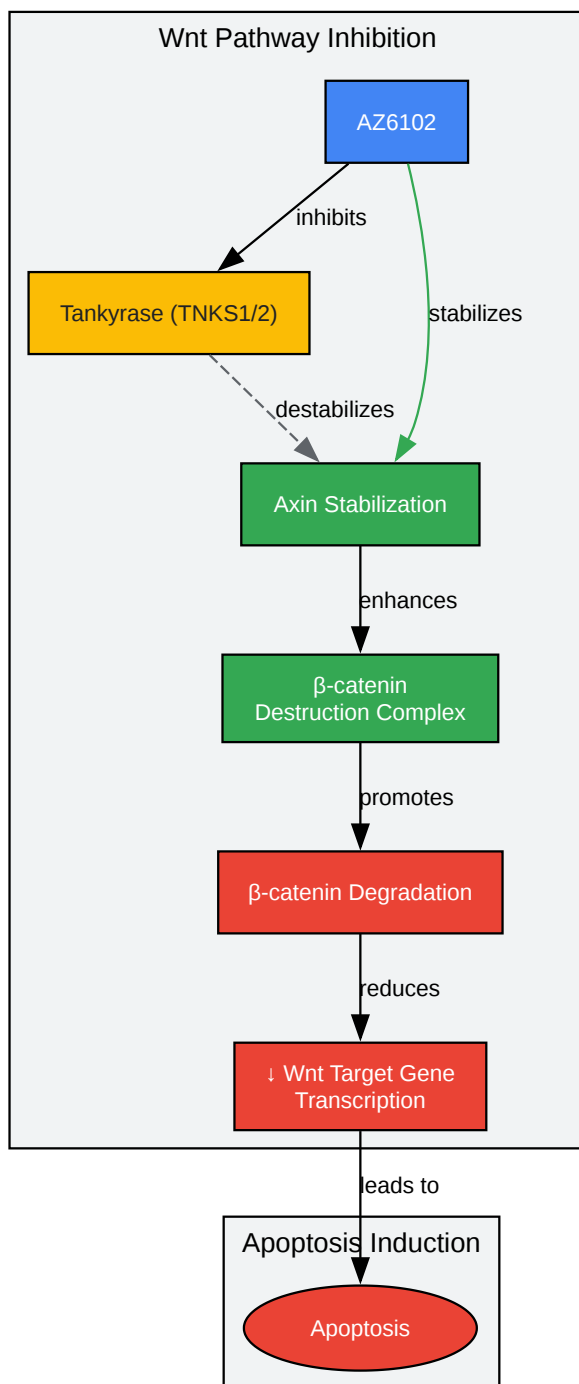 Wnt Pathway Inhibition
AZ6102
inhibits
Tankyrase (TNKS1/2)
stabilizes
destabilizes
Axin Stabilization
enhances
β-catenin
Destruction Complex
promotes
β-catenin Degradation
reduces
↓ Wnt Target Gene
Transcription
leads to
Apoptosis Induction
Apoptosis